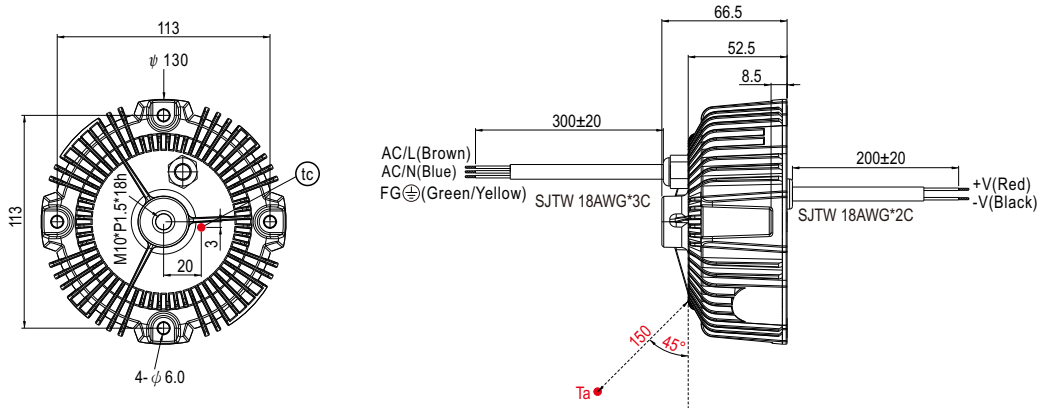 113
ψ 130
113
M10*P1.5*18h
tc
3
20
4- ϕ 6.0
66.5
52.5
8.5
300±20
200±20
AC/L(Brown)
AC/N(Blue)
FG⏚(Green/Yellow)
SJTW 18AWG*3C
+V(Red)
-V(Black)
SJTW 18AWG*2C
150
45°
Ta